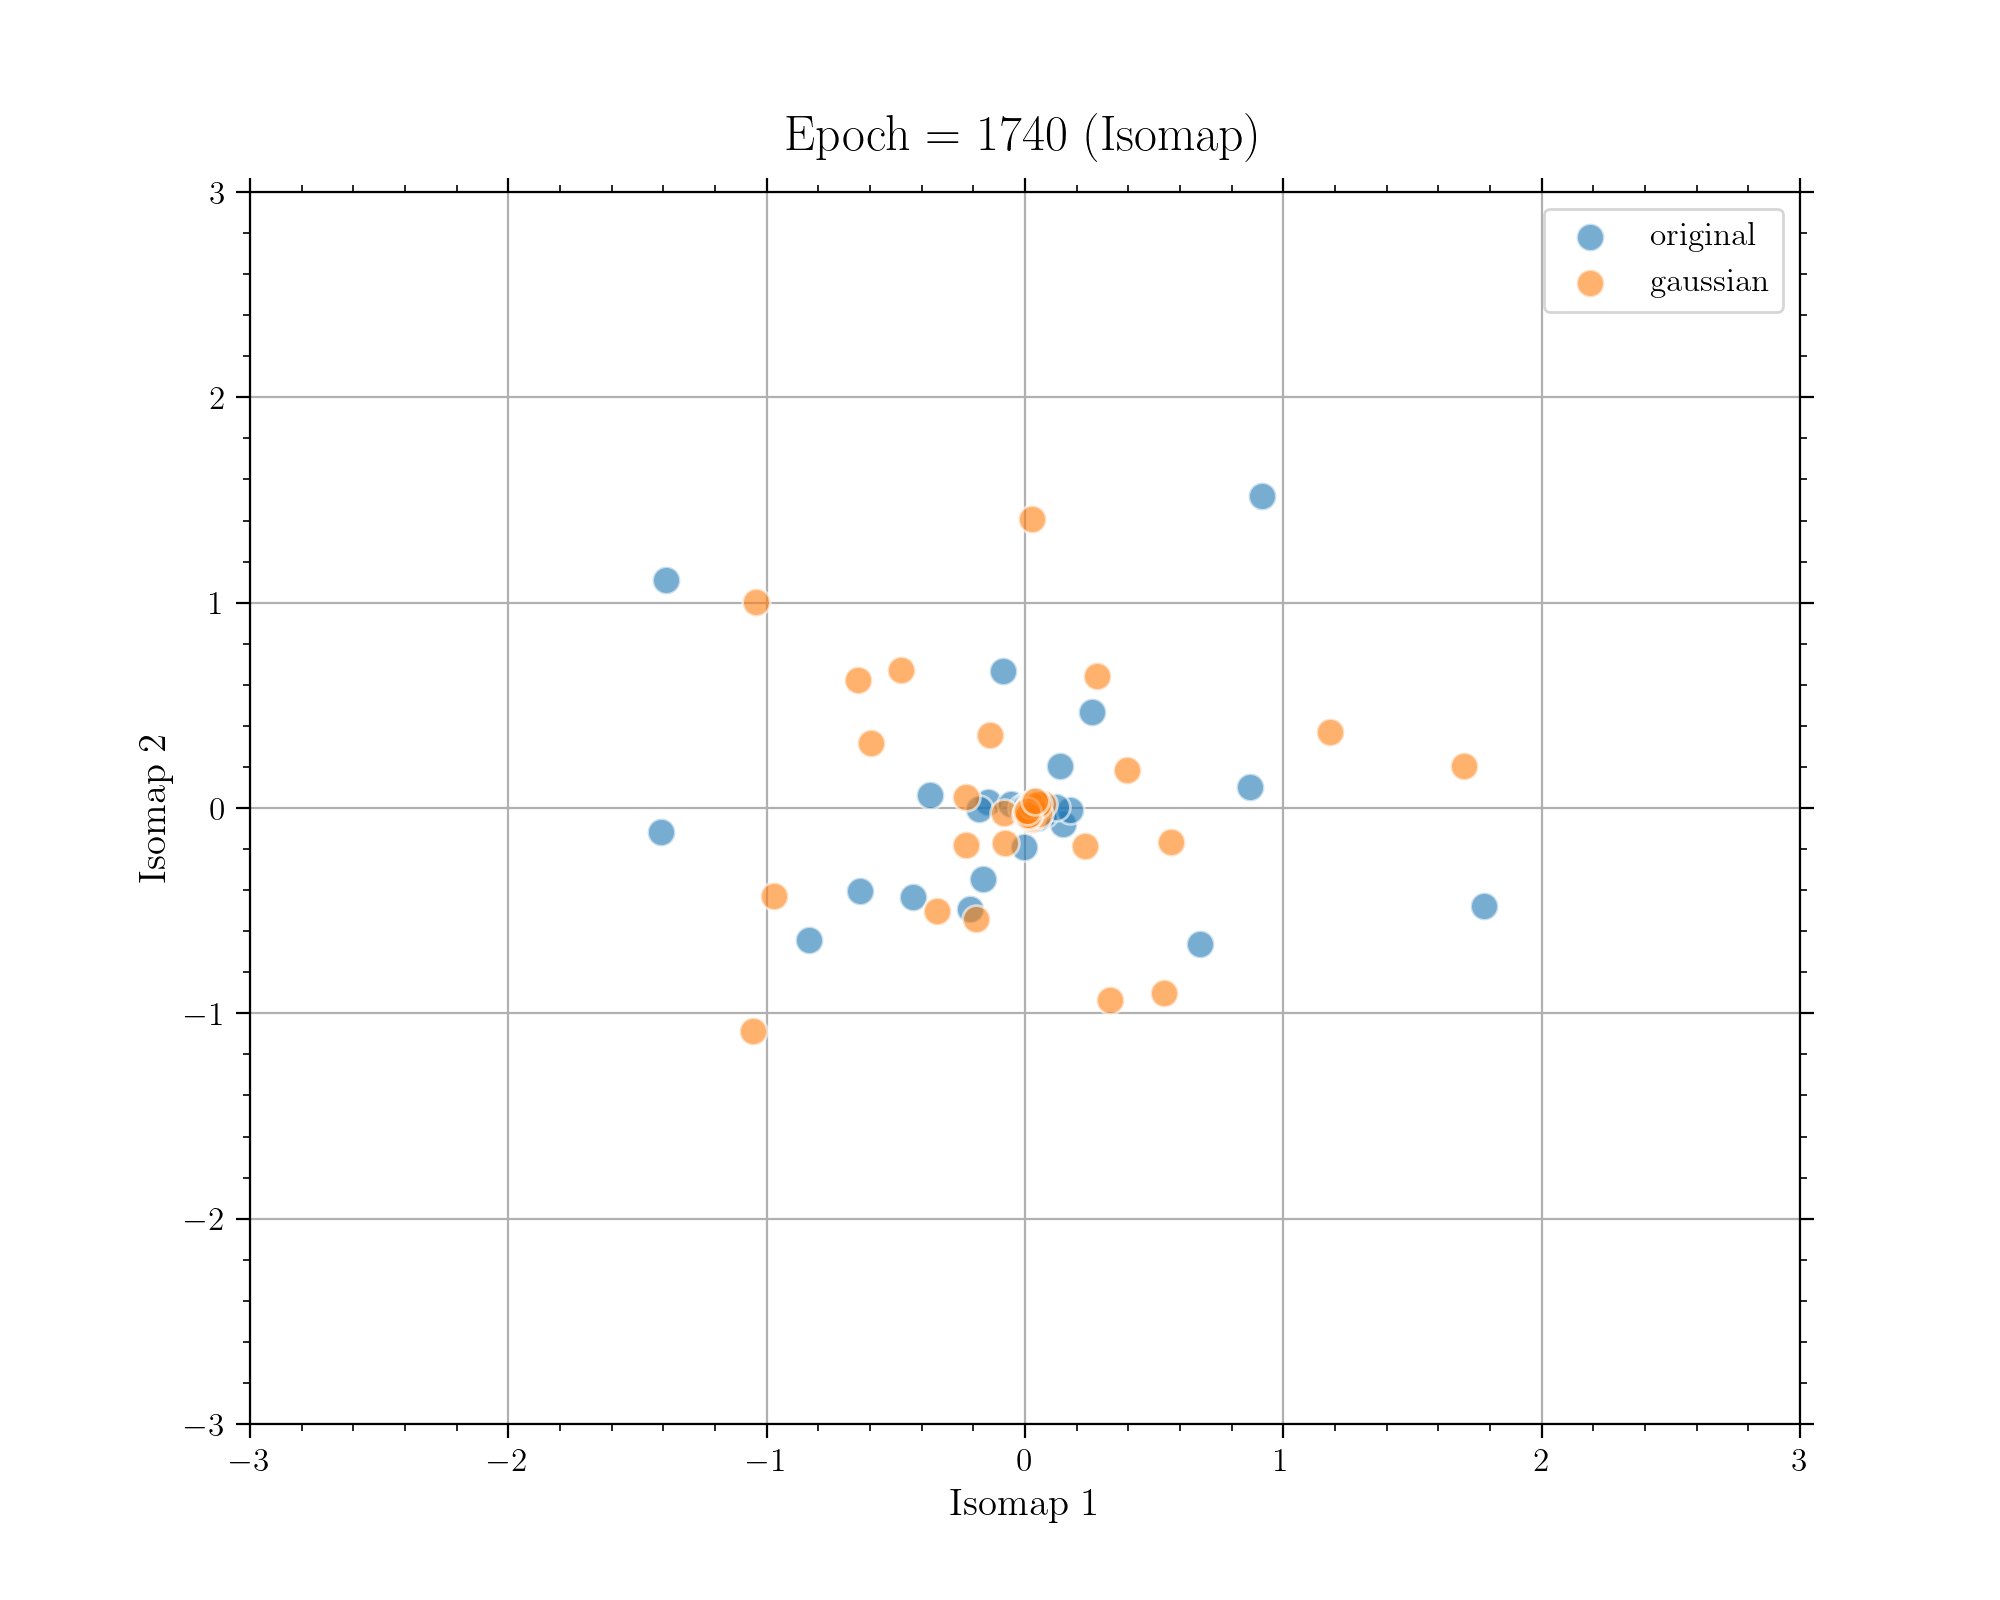 Epoch = 1740 (Isomap)
original
gaussian
3
2
1
0
−1
−2
−3
Isomap 2
−3
−2
−1
0
1
2
3
Isomap 1